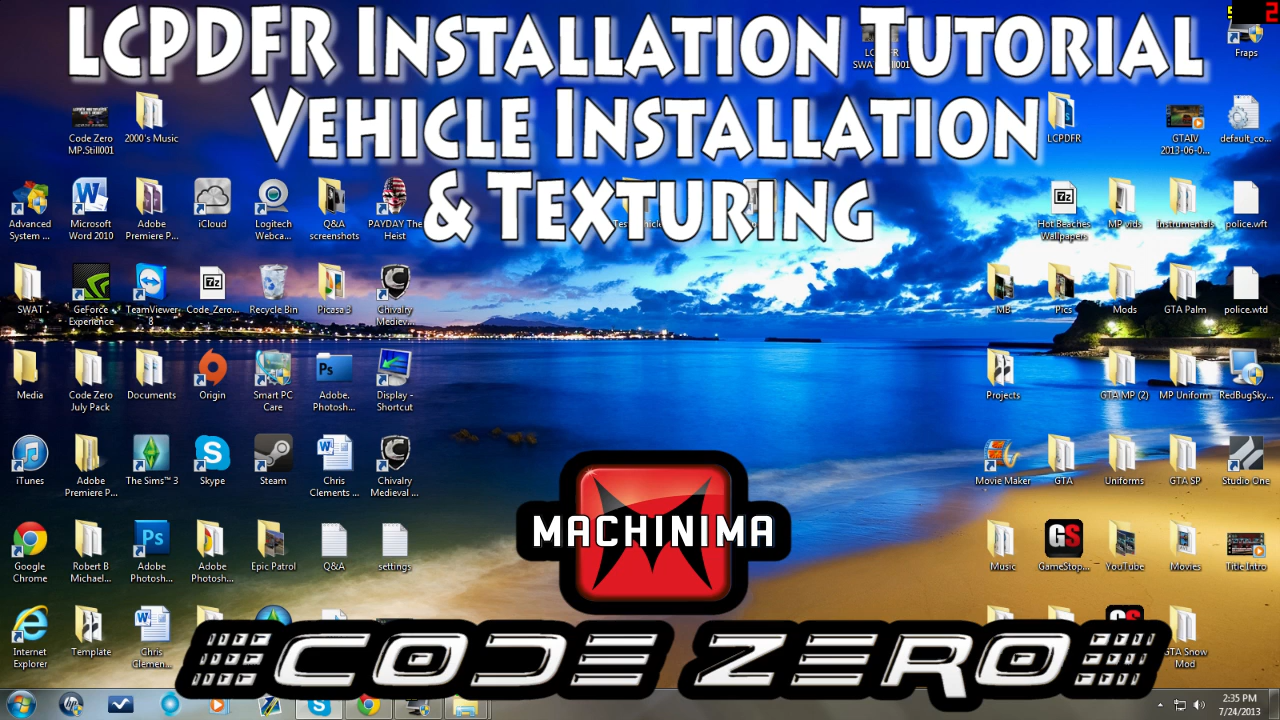 LCPDFR Installation Tutorial
Vehicle Installation
& Texturing
Fraps
Code Zero
MP.Still001
2000's Music
LCPDFR
GTAIV
2013-06-0...
default_co...
Advanced
System ...
Microsoft
Word 2010
Adobe
Premiere P...
iCloud
Logitech
Webca...
Q&A
screenshots
PAYDAY The
Heist
Hot Beaches
Wallpapers
MP vids
Instrumentals
police.wft
SWAT
GeForce
Experience
TeamViewer
8
Code_Zero...
Recycle Bin
Picasa 3
Chivalry
Mediev...
MB
Pics
Mods
GTA Palm
police.wtd
Media
Code Zero
July Pack
Documents
Origin
Smart PC
Care
Adobe.
Photosh...
Display -
Shortcut
Projects
GTA MP (2)
MP Uniform
RedBugSky...
iTunes
Adobe
Premiere P...
The Sims™ 3
Skype
Steam
Chris
Clements ...
Chivalry
Medieval ...
Movie Maker
GTA
Uniforms
GTA SP
Studio One
MACHINIMA
Google
Chrome
Robert B
Michael...
Adobe
Photosh...
Adobe
Photosh...
Epic Patrol
Q&A
settings
Music
GameStop...
YouTube
Movies
Title Intro
Internet
Explorer
Template
Chris
Clemen...
GTA Snow
Mod
CODE ZERO
2:35 PM
7/24/2013